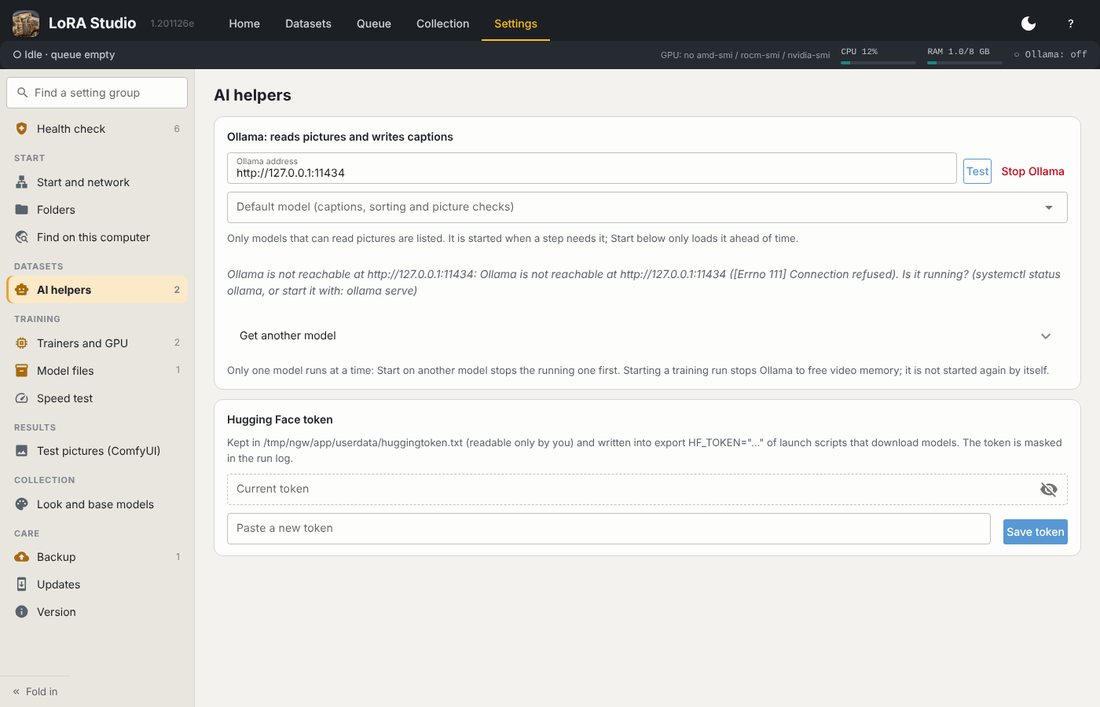 LoRA Studio 1.201126e Home Datasets Queue Collection Settings ?
Idle · queue empty GPU: no amd-smi / rocm-smi / nvidia-smi CPU 12% RAM 1.0/8 GB Ollama: off
Find a setting group
Health check 6
START
Start and network
Folders
Find on this computer
DATASETS
AI helpers 2
TRAINING
Trainers and GPU 2
Model files 1
Speed test
RESULTS
Test pictures (ComfyUI)
COLLECTION
Look and base models
CARE
Backup 1
Updates
Version
« Fold in
AI helpers
Ollama: reads pictures and writes captions
Ollama address
http://127.0.0.1:11434
Test Stop Ollama
Default model (captions, sorting and picture checks)
Only models that can read pictures are listed. It is started when a step needs it; Start below only loads it ahead of time.
Ollama is not reachable at http://127.0.0.1:11434: Ollama is not reachable at http://127.0.0.1:11434 ([Errno 111] Connection refused). Is it running? (systemctl status
ollama, or start it with: ollama serve)
Get another model
Only one model runs at a time: Start on another model stops the running one first. Starting a training run stops Ollama to free video memory; it is not started again by itself.
Hugging Face token
Kept in /tmp/ngw/app/userdata/huggingtoken.txt (readable only by you) and written into export HF_TOKEN="…" of launch scripts that download models. The token is masked
in the run log.
Current token
Paste a new token
Save token